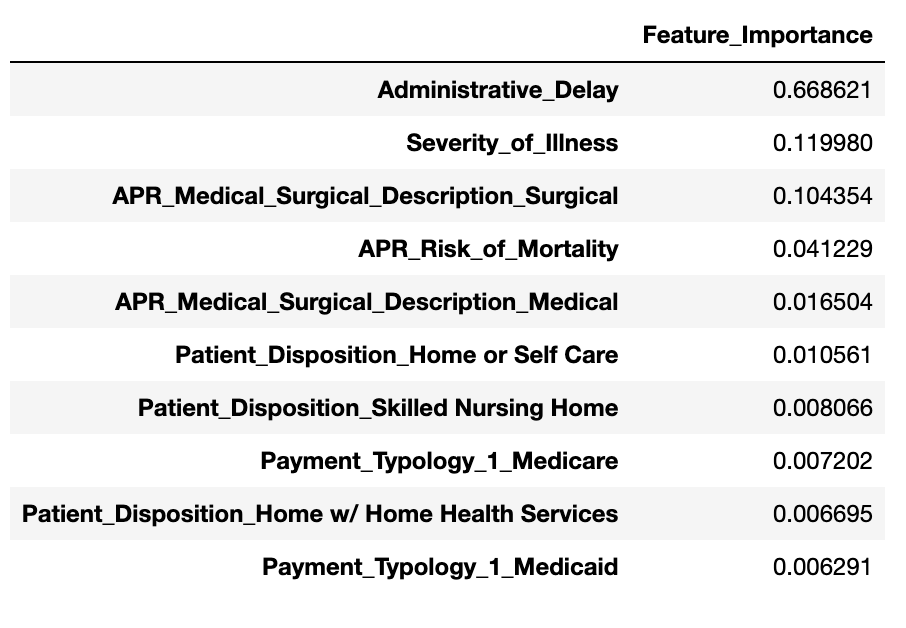 Feature_Importance
Administrative_Delay 0.668621
Severity_of_Illness 0.119980
APR_Medical_Surgical_Description_Surgical 0.104354
APR_Risk_of_Mortality 0.041229
APR_Medical_Surgical_Description_Medical 0.016504
Patient_Disposition_Home or Self Care 0.010561
Patient_Disposition_Skilled Nursing Home 0.008066
Payment_Typology_1_Medicare 0.007202
Patient_Disposition_Home w/ Home Health Services 0.006695
Payment_Typology_1_Medicaid 0.006291